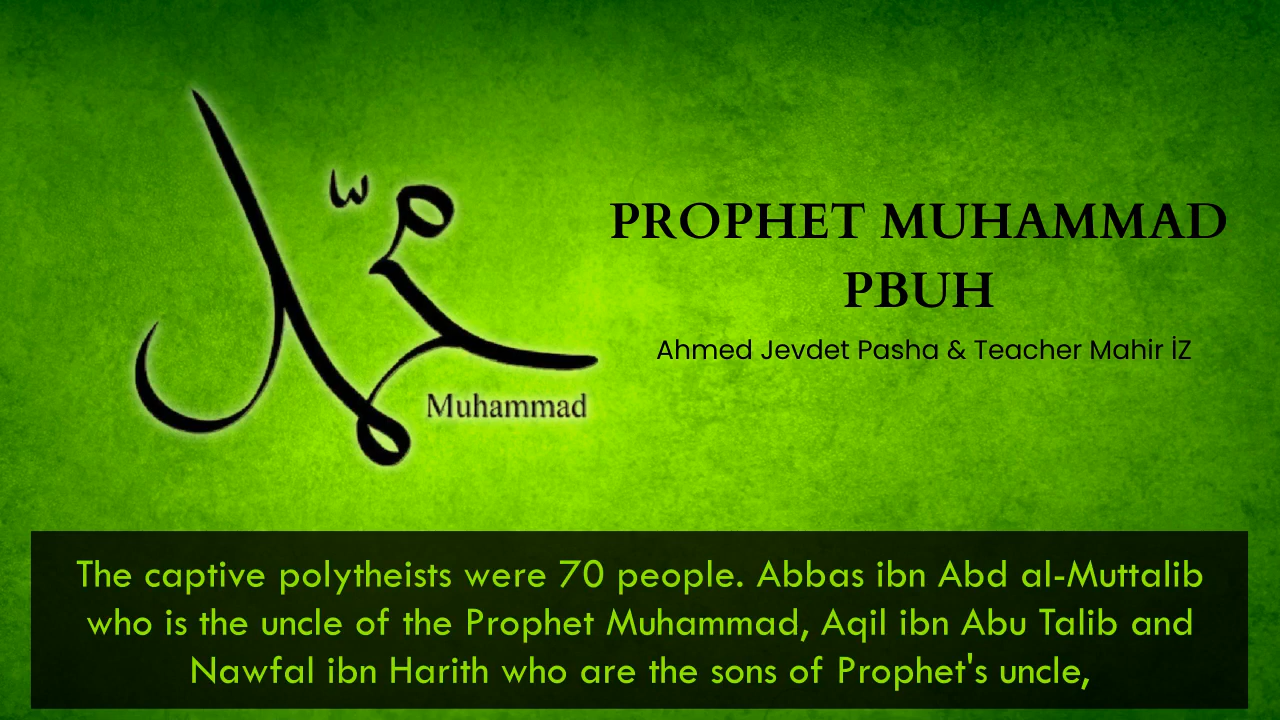 محمد
Muhammad
PROPHET MUHAMMAD
PBUH
Ahmed Jevdet Pasha & Teacher Mahir İZ
The captive polytheists were 70 people. Abbas ibn Abd al-Muttalib
who is the uncle of the Prophet Muhammad, Aqil ibn Abu Talib and
Nawfal ibn Harith who are the sons of Prophet's uncle,